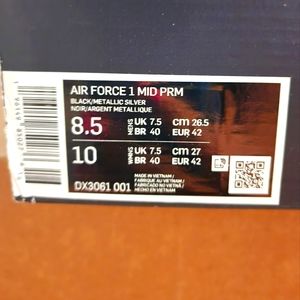 AIR FORCE 1 MID PRM
BLACK/METALLIC SILVER
NOIR/ARGENT METALLIQUE
8.5 MENS UK 7.5 CM 26.5
BR 40 EUR 42
10 WMNS UK 7.5 CM 27
BR 40 EUR 42
DX3061 001
MADE IN VIETNAM /
FABRIQUÉ AU VIETNAM /
FABRICADO NO VIETNÃ /
HECHO EN VIETNAM